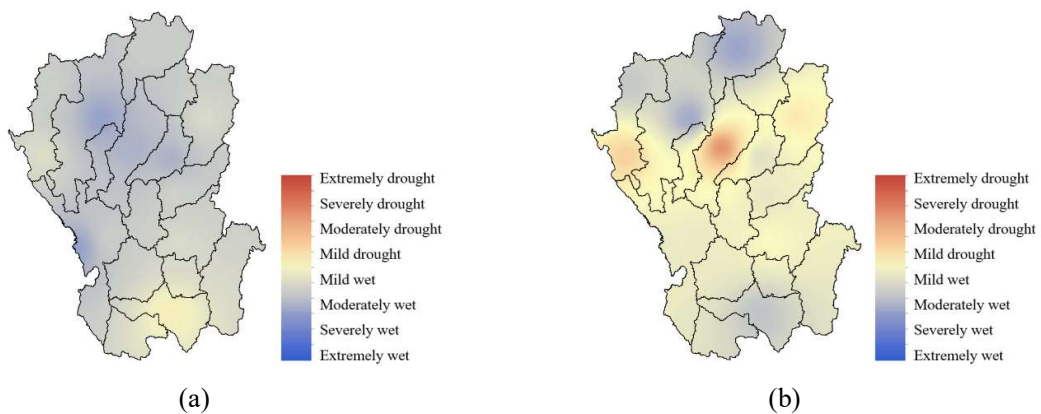 Extremely drought
Severely drought
Moderately drought
Mild drought
Mild wet
Moderately wet
Severely wet
Extremely wet
(a)
Extremely drought
Severely drought
Moderately drought
Mild drought
Mild wet
Moderately wet
Severely wet
Extremely wet
(b)